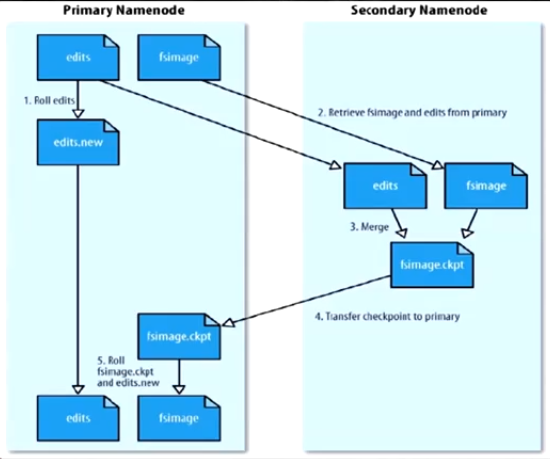 Primary Namenode
Secondary Namenode
edits
fsimage
1. Roll edits
2. Retrieve fsimage and edits from primary
edits.new
edits
fsimage
3. Merge
fsimage.ckpt
4. Transfer checkpoint to primary
fsimage.ckpt
5. Roll
fsimage.ckpt
and edits.new
edits
fsimage